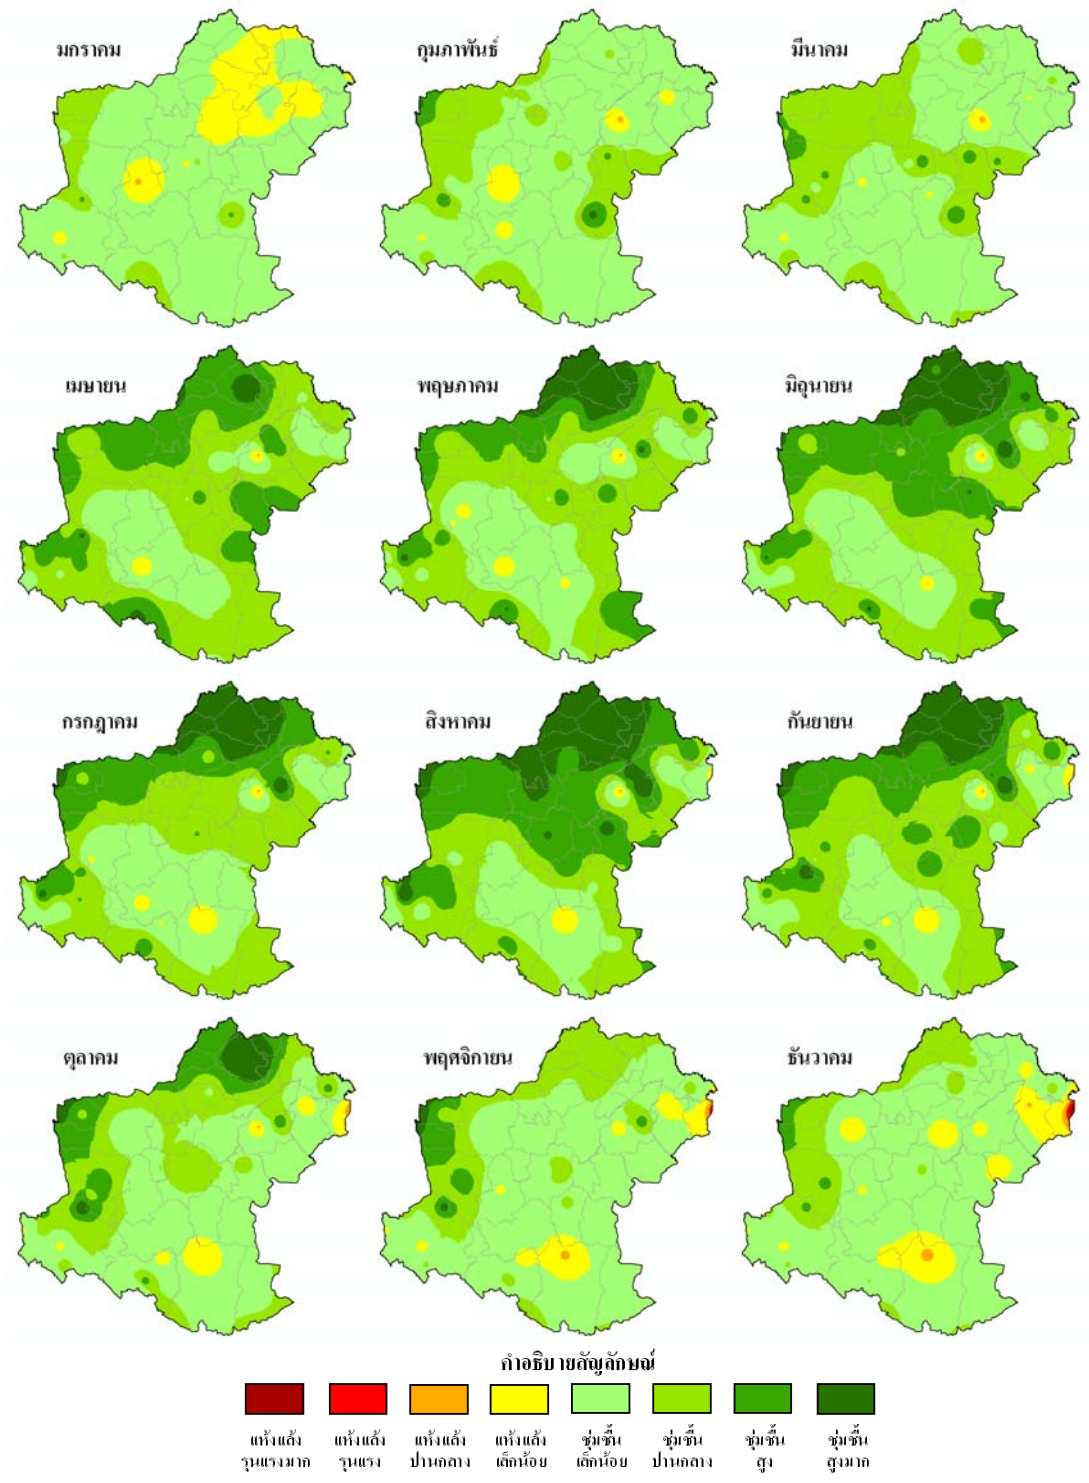 มกราคม
กุมภาพันธ์
มีนาคม
เมษายน
พฤษภาคม
มิถุนายน
กรกฎาคม
สิงหาคม
กันยายน
ตุลาคม
พฤศจิกายน
ธันวาคม
คำอธิบายสัญลักษณ์
แห้งแล้ง
รุนแรงมาก
แห้งแล้ง
รุนแรง
แห้งแล้ง
ปานกลาง
แห้งแล้ง
เล็กน้อย
ชุ่มชื้น
เล็กน้อย
ชุ่มชื้น
ปานกลาง
ชุ่มชื้น
สูง
ชุ่มชื้น
สูงมาก